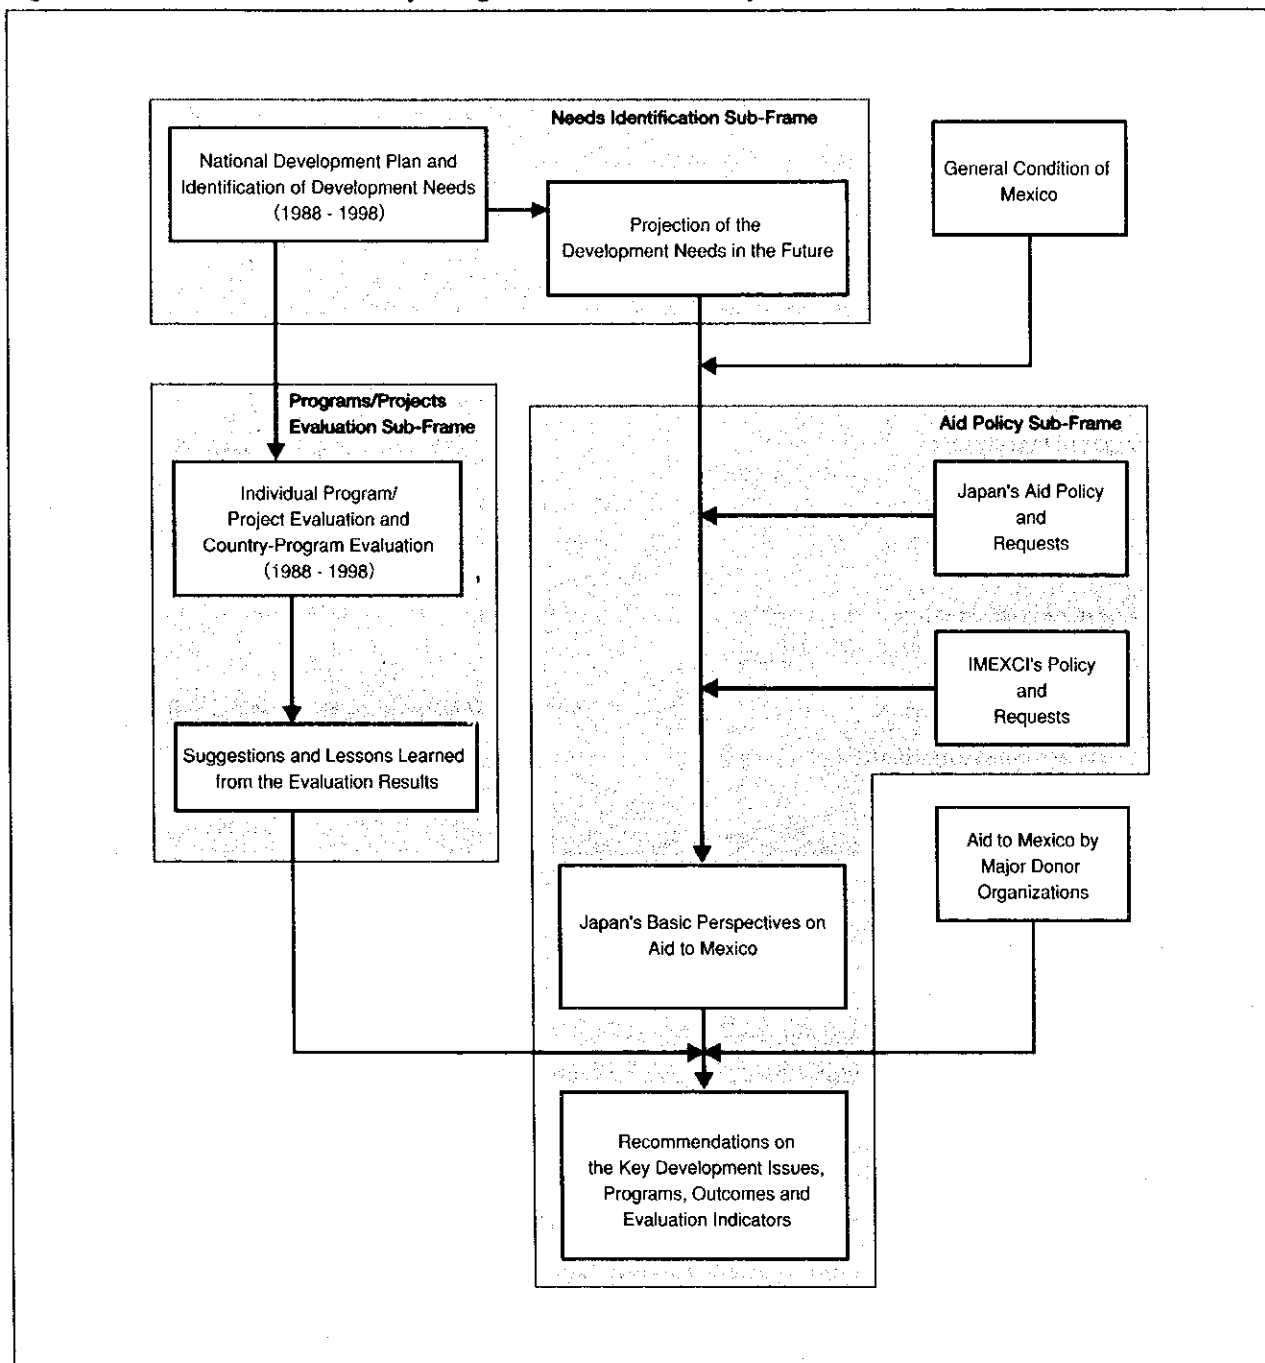 Needs Identification Sub-Frame
National Development Plan and
Identification of Development Needs
(1988 - 1998)
Projection of the
Development Needs in the Future
General Condition of
Mexico
Programs/Projects
Evaluation Sub-Frame
Individual Program/
Project Evaluation and
Country-Program Evaluation
(1988 - 1998)
Suggestions and Lessons Learned
from the Evaluation Results
Aid Policy Sub-Frame
Japan's Aid Policy
and
Requests
IMEXCI's Policy
and
Requests
Aid to Mexico by
Major Donor
Organizations
Japan's Basic Perspectives on
Aid to Mexico
Recommendations on
the Key Development Issues,
Programs, Outcomes and
Evaluation Indicators